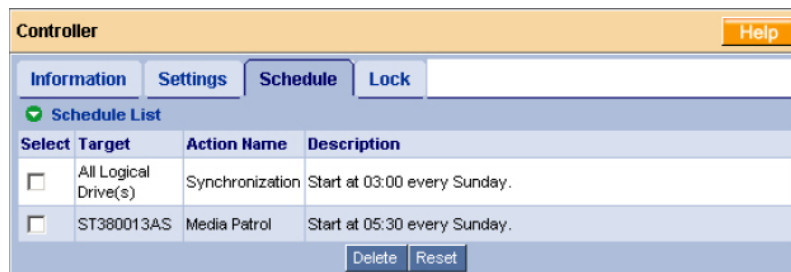 Controller Help
Information Settings Schedule Lock
Schedule List
Select Target Action Name Description
All Logical
Drive(s) Synchronization Start at 03:00 every Sunday.
ST380013AS Media Patrol Start at 05:30 every Sunday.
Delete Reset